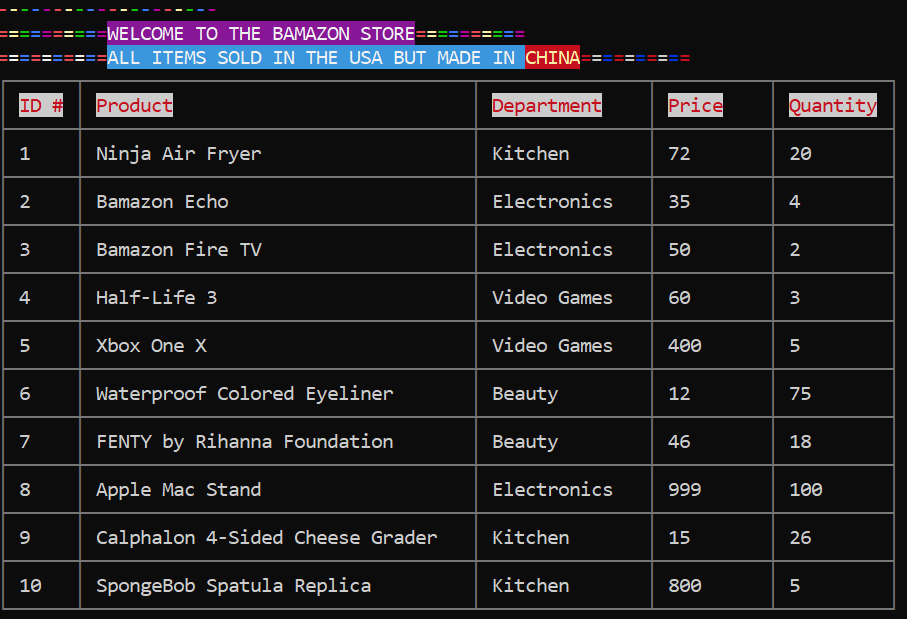 WELCOME TO THE BAMAZON STORE
ALL ITEMS SOLD IN THE USA BUT MADE IN CHINA
ID # Product Department Price Quantity
1 Ninja Air Fryer Kitchen 72 20
2 Bamazon Echo Electronics 35 4
3 Bamazon Fire TV Electronics 50 2
4 Half-Life 3 Video Games 60 3
5 Xbox One X Video Games 400 5
6 Waterproof Colored Eyeliner Beauty 12 75
7 FENTY by Rihanna Foundation Beauty 46 18
8 Apple Mac Stand Electronics 999 100
9 Calphalon 4-Sided Cheese Grader Kitchen 15 26
10 SpongeBob Spatula Replica Kitchen 800 5